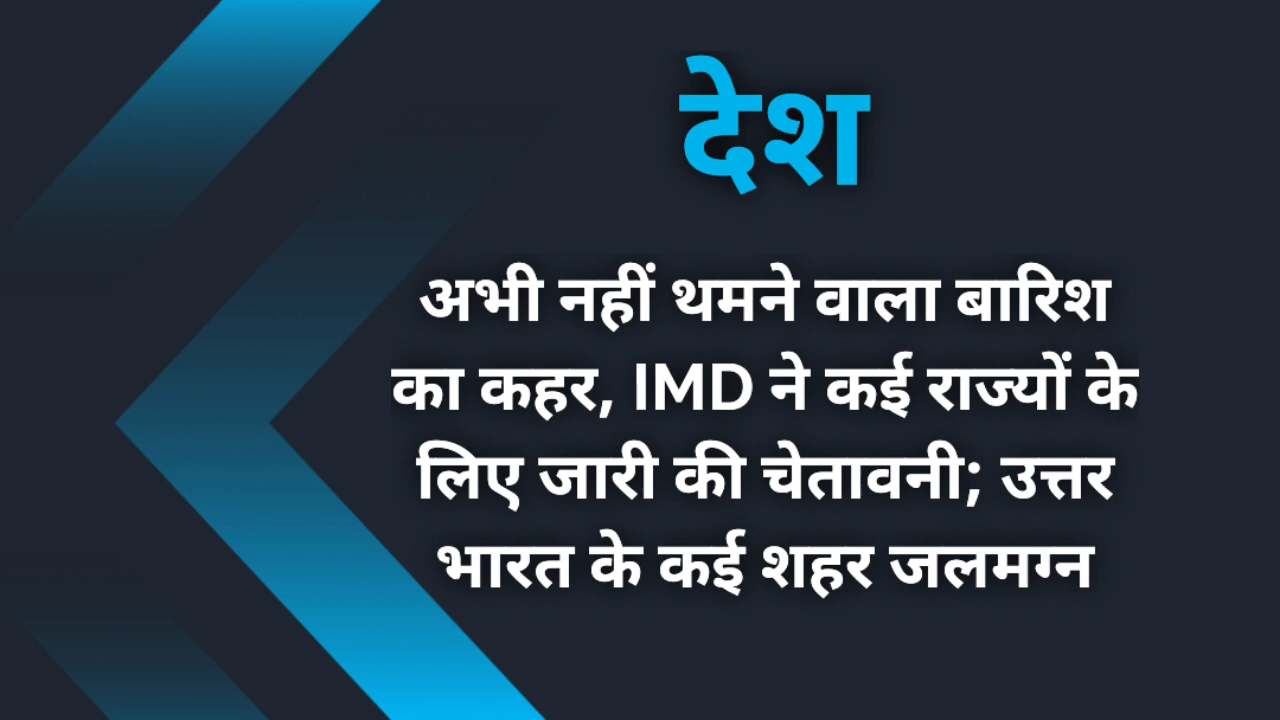 देश
अभी नहीं थमने वाला बारिश
का कहर, IMD ने कई राज्यों के
लिए जारी की चेतावनी; उत्तर
भारत के कई शहर जलमग्न